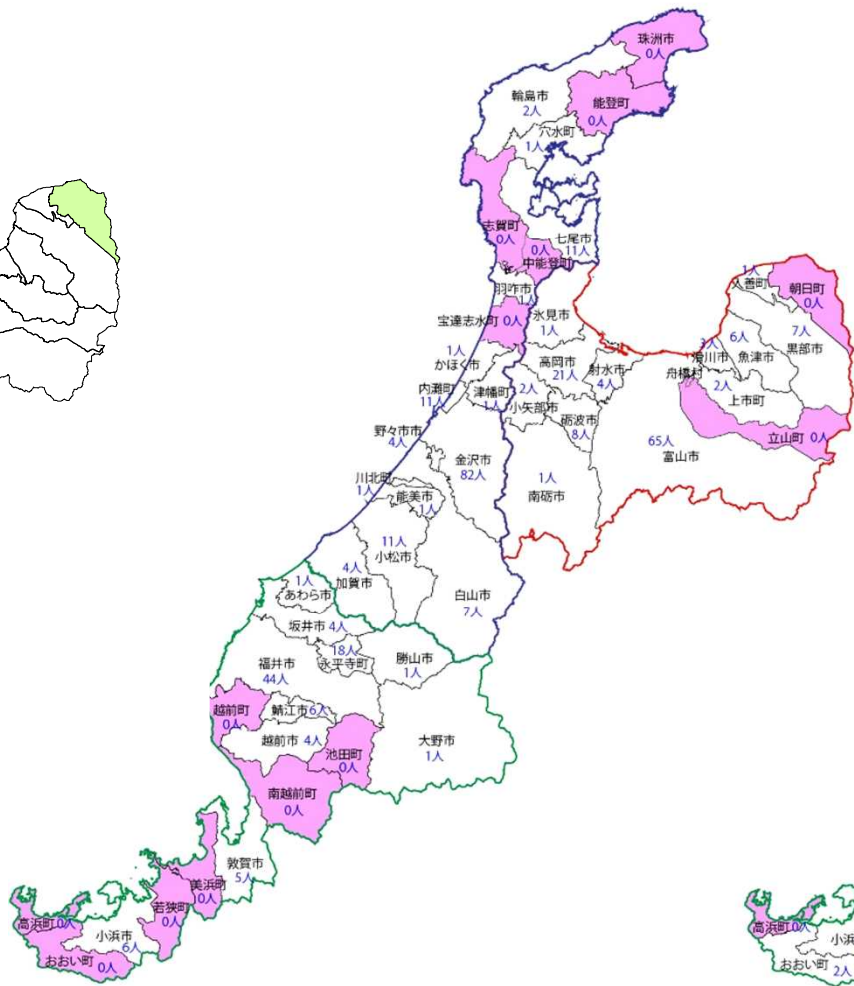 珠洲市
0人
輪島市
2人
能登町
0人
穴水町
1人
志賀町
0人
七尾市
11人
0人
中能登町
羽咋市
1人
宝達志水町 0人
氷見市
1人
1人
かほく市
高岡市
21人
射水市
4人
内灘町
11人
津幡町
1人
2人
小矢部市
砺波市
8人
1人
入善町
朝日町
0人
7人
黒部市
6人
魚津市
3人
滑川市
舟橋村
2人
上市町
立山町 0人
65人
富山市
野々市市
4人
金沢市
82人
1人
南砺市
川北町
1人
能美市
1人
11人
小松市
4人
加賀市
白山市
7人
1人
あわら市
坂井市 4人
18人
永平寺町
福井市
44人
勝山市
1人
越前町
0人
鯖江市6人
越前市 4人
池田町
0人
大野市
1人
南越前町
0人
敦賀市
5人
美浜町
0人
若狭町
0人
高浜町0人
小浜市
6人
おおい町 0人
高浜町0人
小浜
おおい町 2人